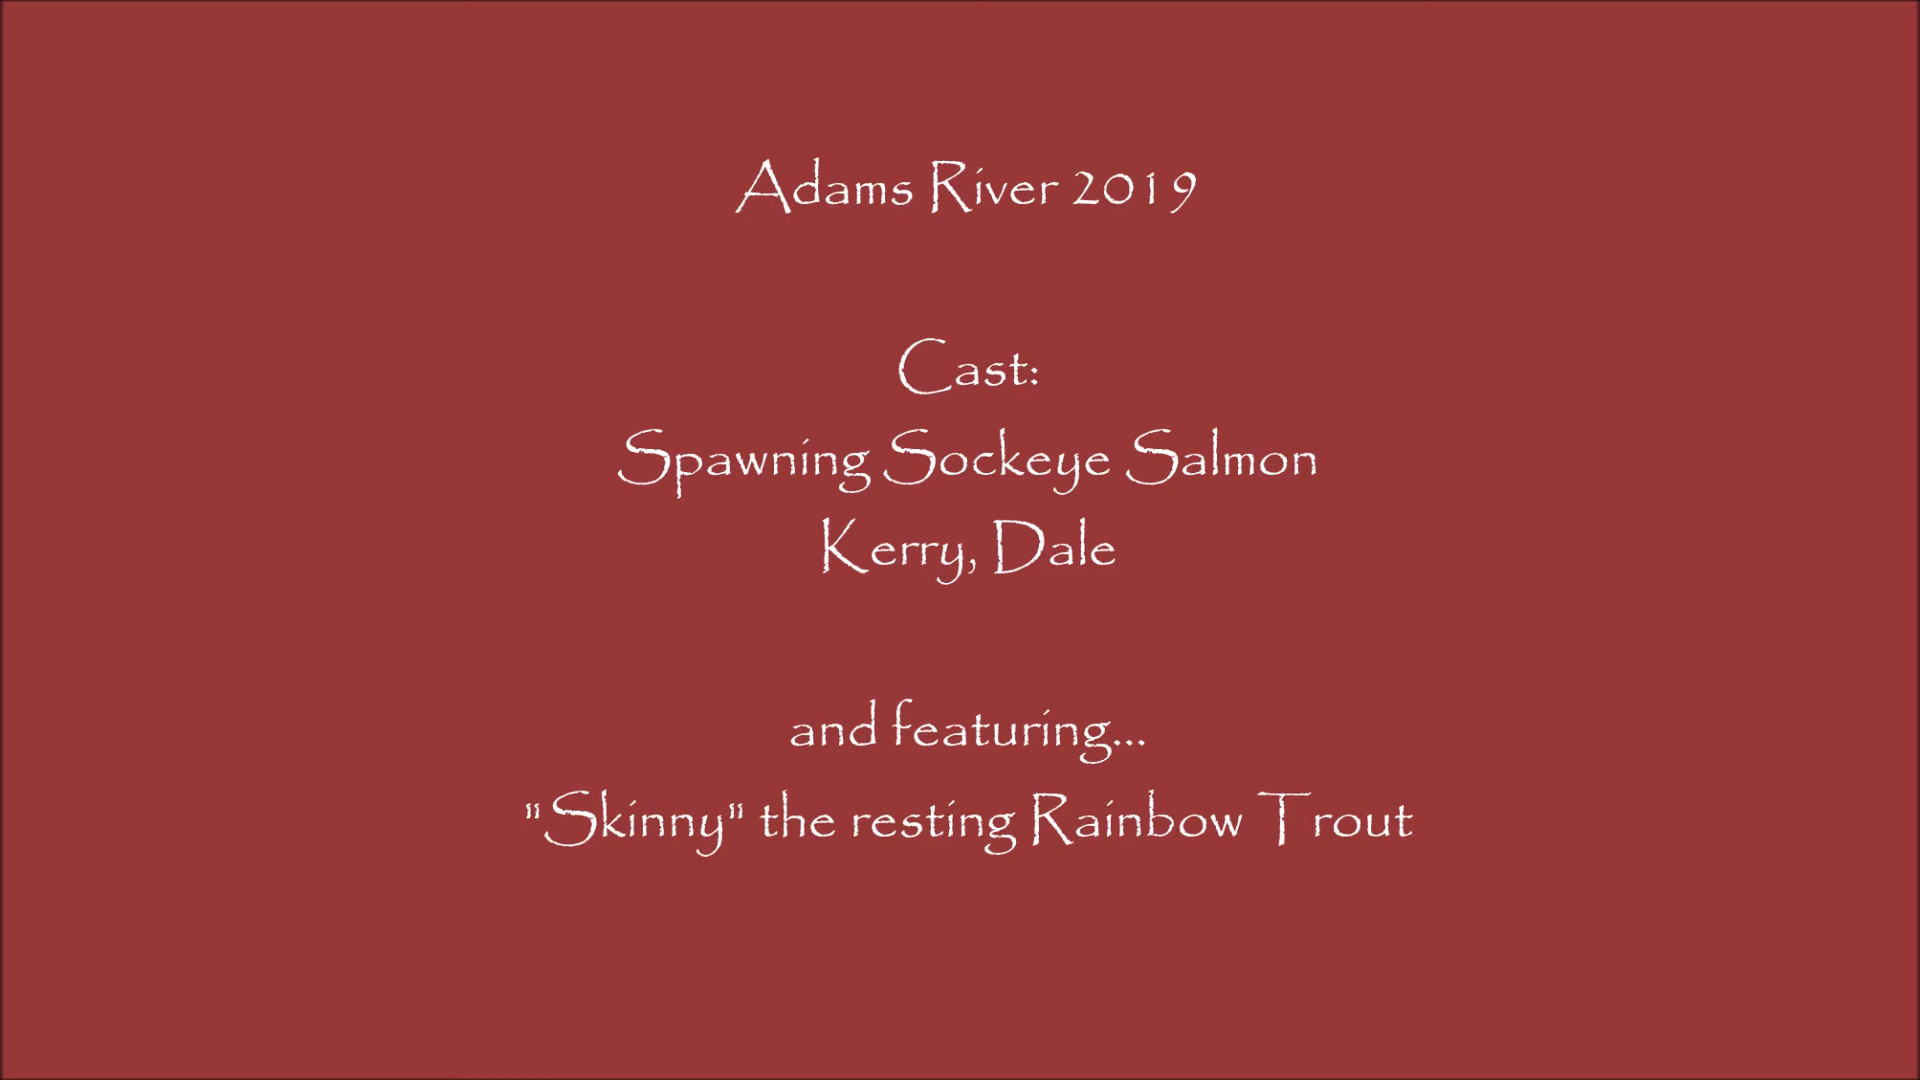 Adams River 2019
Cast:
Spawning Sockeye Salmon
Kerry, Dale
and featuring...
"Skinny" the resting Rainbow Trout